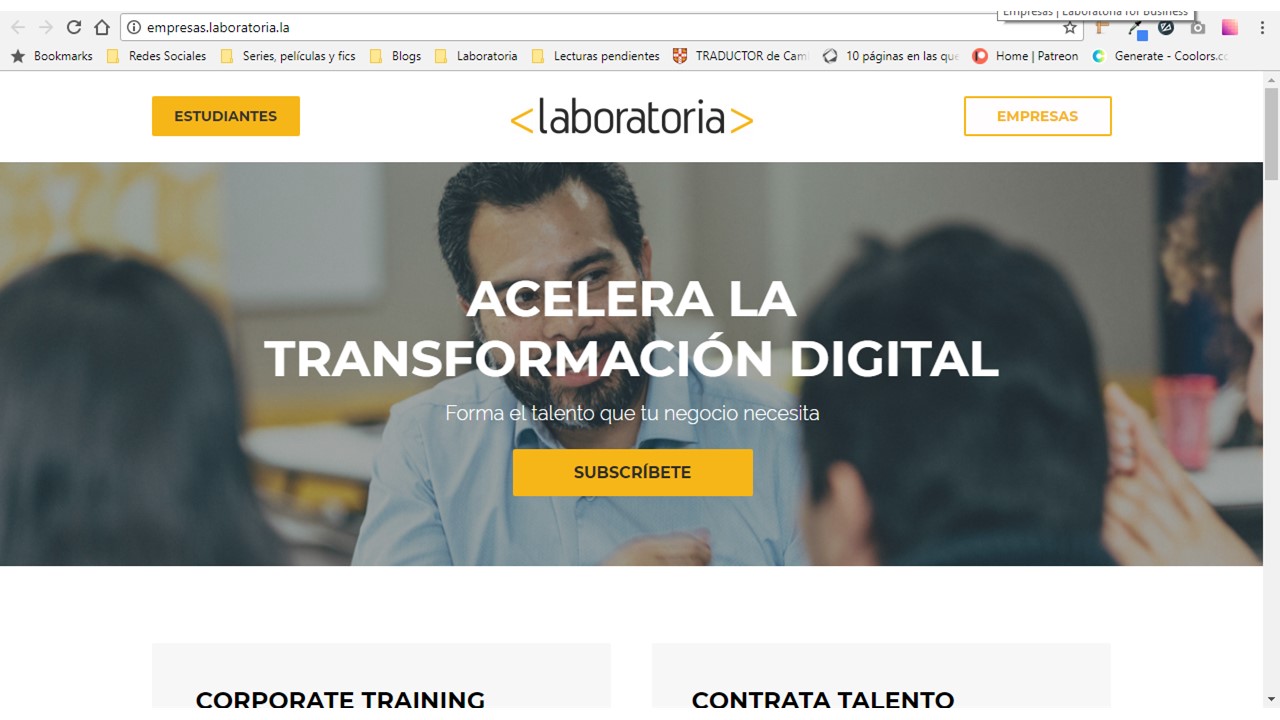 Empresas | Laboratoria for Business
empresas.laboratoria.la
Bookmarks Redes Sociales Series, películas y fics Blogs Laboratoria Lecturas pendientes TRADUCTOR de Cam 10 páginas en las que Home | Patreon Generate - Coolors.cc
ESTUDIANTES <laboratoria> EMPRESAS
ACELERA LA
TRANSFORMACIÓN DIGITAL
Forma el talento que tu negocio necesita
SUBSCRÍBETE
CORPORATE TRAINING CONTRATA TALENTO